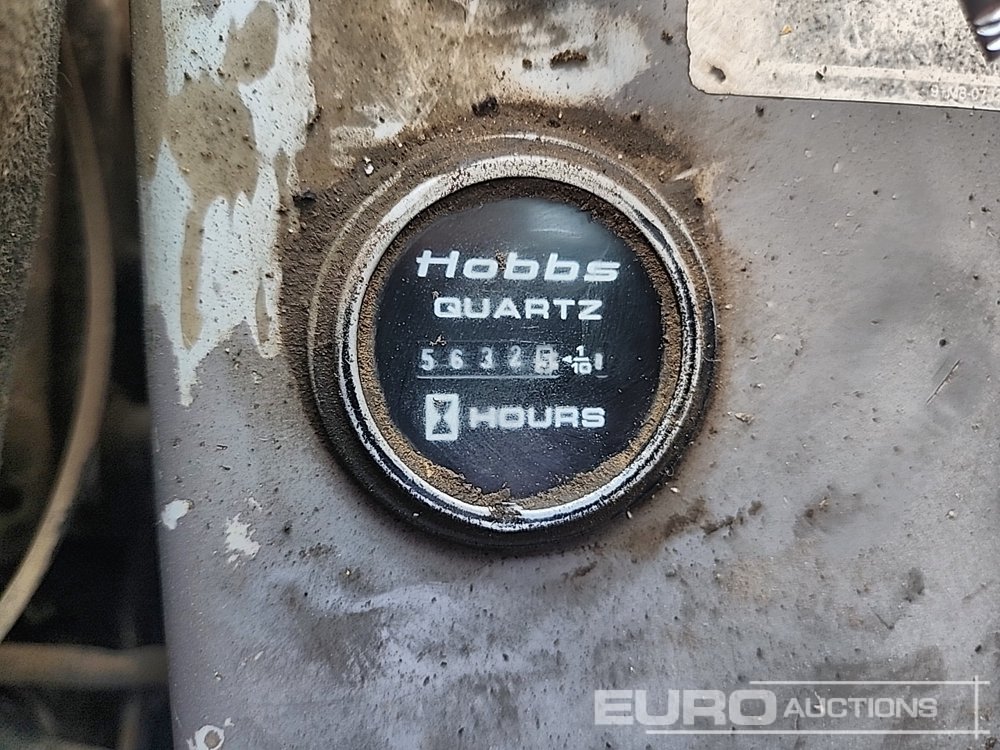 Hobbs
QUARTZ
5632 1/10
HOURS
EURO AUCTIONS